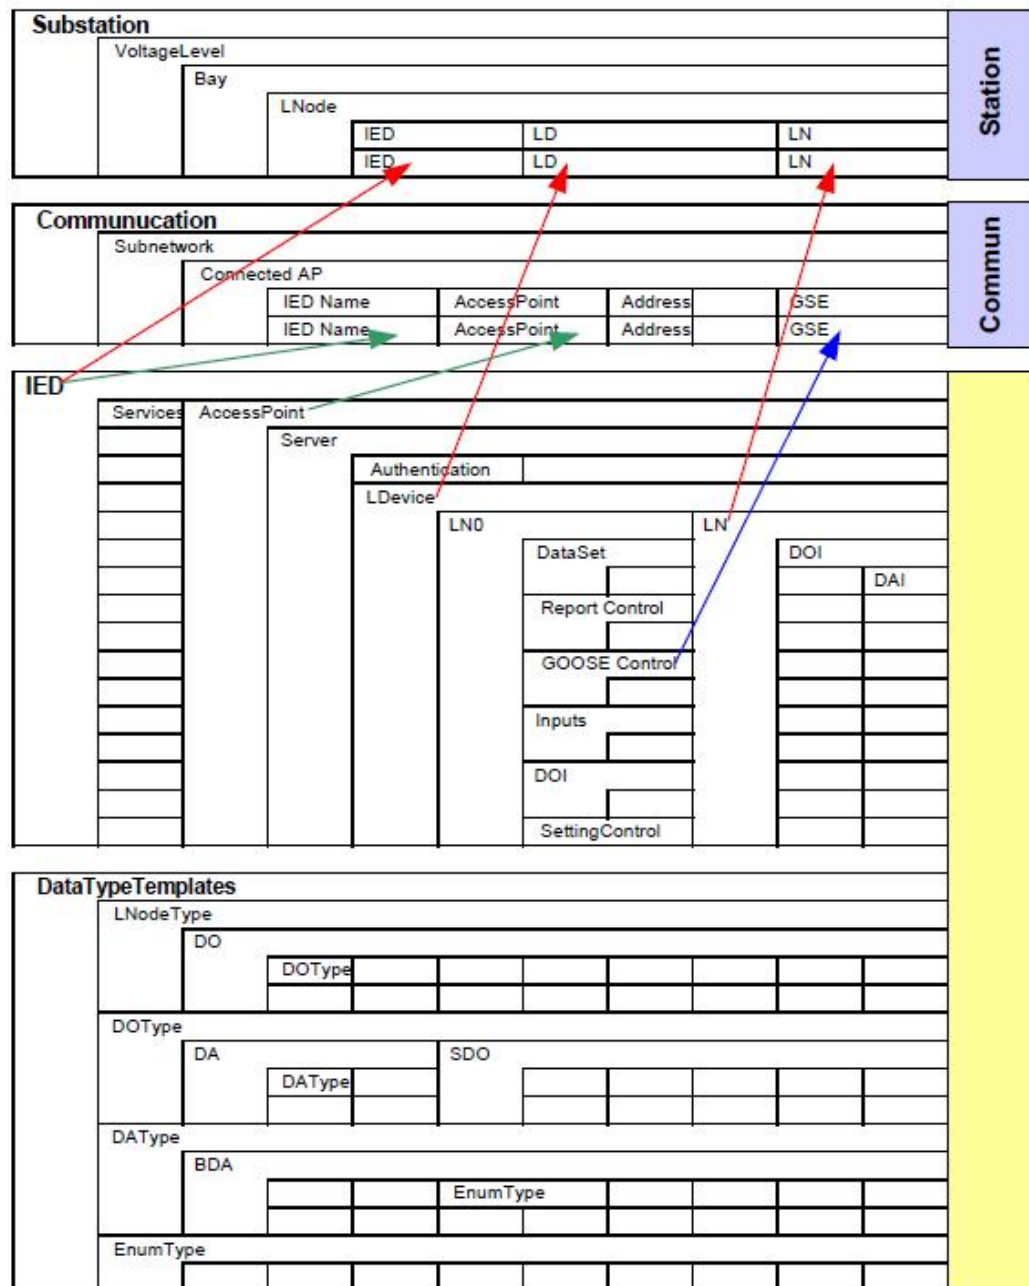 Substation
VoltageLevel
Bay
LNode
IED LD LN
IED LD LN
Station
Communucation
Subnetwork
Connected AP
IED Name AccessPoint Address GSE
IED Name AccessPoint Address GSE
Commun
IED
Services AccessPoint
Server
Authentication
LDevice
LN0 LN
DataSet DOI
DAI
Report Control
GOOSE Control
Inputs
DOI
SettingControl
DataTypeTemplates
LNodeType
DO
DOType
DOType
DA SDO
DAType
DAType
BDA
EnumType
EnumType